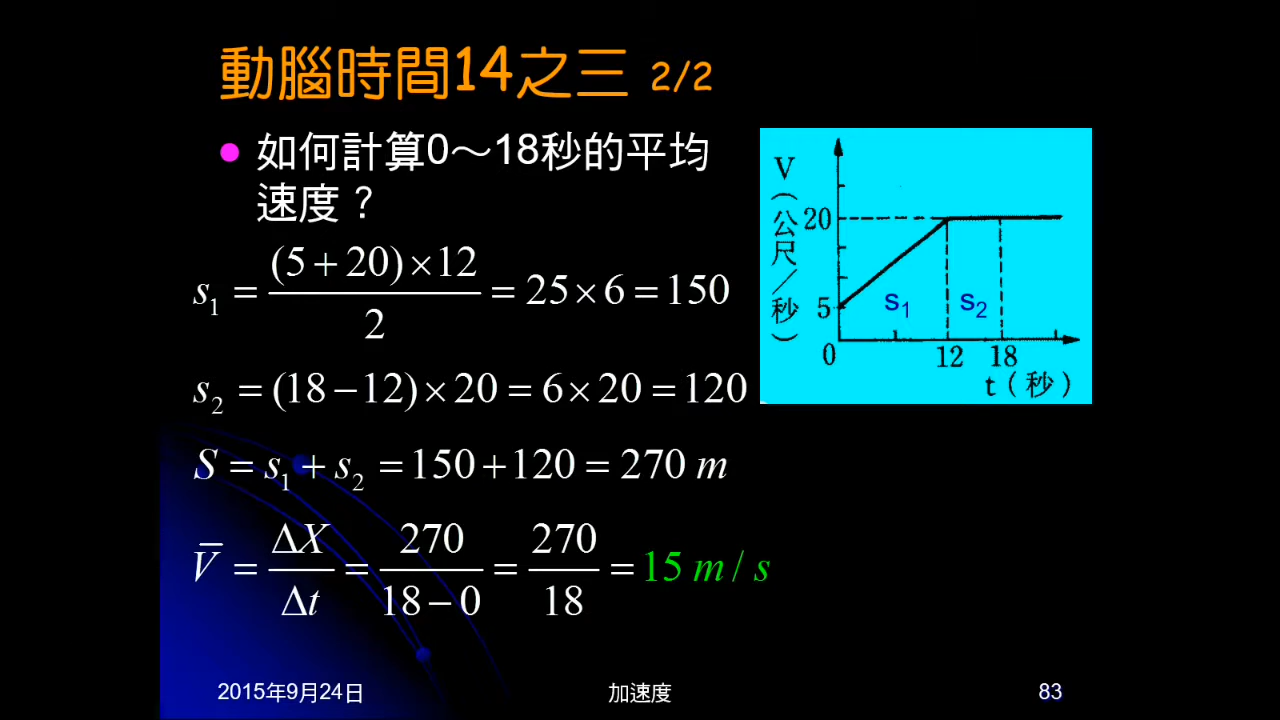 動腦時間14之三 2/2
如何計算0～18秒的平均
速度？
s₁ = (5 + 20) × 12 / 2 = 25 × 6 = 150
s₂ = (18 − 12) × 20 = 6 × 20 = 120
S = s₁ + s₂ = 150 + 120 = 270 m
V̅ = ΔX / Δt = 270 / 18 − 0 = 270 / 18 = 15 m / s
V（公尺／秒）
20
5
0
s₁
s₂
12
18
t（秒）
2015年9月24日
加速度
83